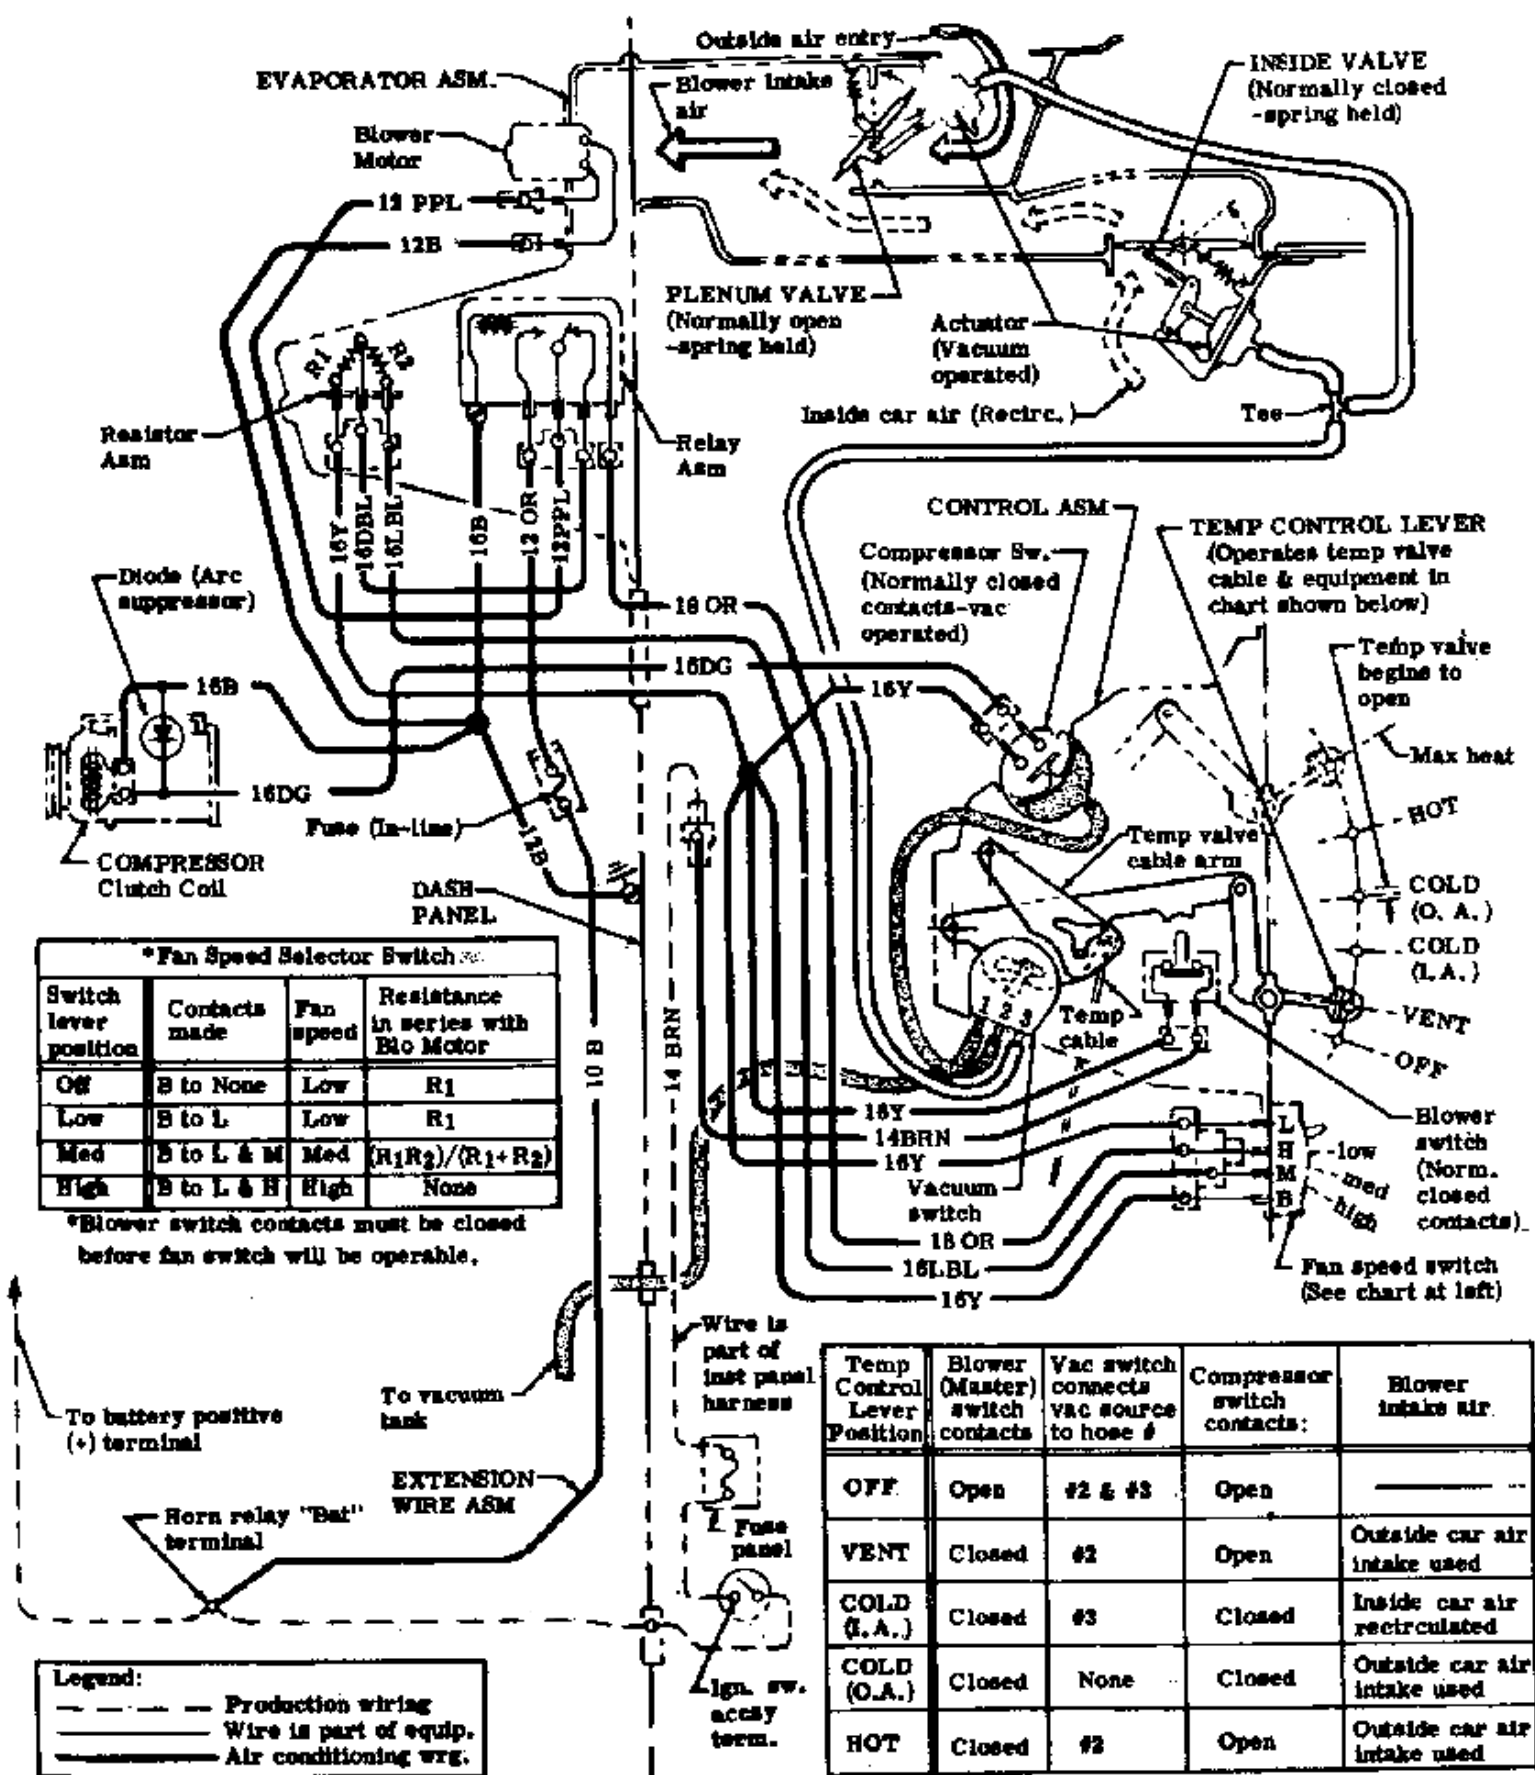 Outside air entry
EVAPORATOR ASM.
Blower intake
air
INSIDE VALVE
(Normally closed
-spring held)
Blower
Motor
12 PPL
12B
PLENUM VALVE
(Normally open
-spring held)
Actuator
(Vacuum
operated)
Inside car air (Recirc.)
Tee
R1
R2
Resistor
Asm
Relay
Asm
16Y
16DBL
16LBL
16B
12 OR
12PPL
CONTROL ASM
Compressor Sw.
(Normally closed
contacts-vac
operated)
TEMP CONTROL LEVER
(Operates temp valve
cable & equipment in
chart shown below)
Diode (Arc
suppressor)
18 OR
16DG
16Y
16B
Temp valve
begins to
open
Max heat
HOT
16DG
Fuse (In-line)
12B
COMPRESSOR
Clutch Coil
DASH
PANEL
Temp valve
cable arm
COLD
(O. A.)
COLD
(I. A.)
VENT
OFF
1
2
3
Temp
cable
10 B
14 BRN
*Fan Speed Selector Switch
Switch lever position | Contacts made | Fan speed | Resistance in series with Blo Motor
Off | B to None | Low | R1
Low | B to L | Low | R1
Med | B to L & M | Med | (R1R2)/(R1+R2)
High | B to L & H | High | None
*Blower switch contacts must be closed
before fan switch will be operable.
16Y
14BRN
16Y
Vacuum
switch
18 OR
16LBL
16Y
L
H
M
B
low
med
high
Blower
switch
(Norm.
closed
contacts)
Fan speed switch
(See chart at left)
Wire is
part of
inst panel
harness
To vacuum
tank
To battery positive
(+) terminal
EXTENSION
WIRE ASM
Horn relay "Bat"
terminal
Fuse
panel
Ign. sw.
accsy
term.
Temp Control Lever Position | Blower (Master) switch contacts | Vac switch connects vac source to hose # | Compressor switch contacts: | Blower intake air
OFF | Open | #2 & #3 | Open
VENT | Closed | #2 | Open | Outside car air intake used
COLD (I.A.) | Closed | #3 | Closed | Inside car air recirculated
COLD (O.A.) | Closed | None | Closed | Outside car air intake used
HOT | Closed | #2 | Open | Outside car air intake used
Legend:
Production wiring
Wire is part of equip.
Air conditioning wrg.